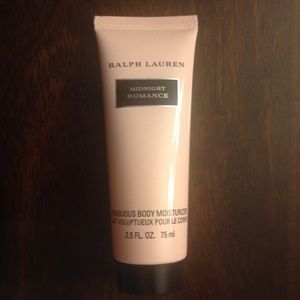 RALPH LAUREN
MIDNIGHT
ROMANCE
BODY MOISTURIZER
VOLUPTUEUX POUR LE CORPS
2.5 FL. OZ. 75 ml